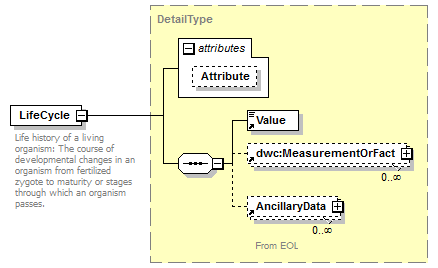 DetailType
attributes
Attribute
LifeCycle
Life history of a living
organism: The course of
developmental changes in an
organism from fertilized
zygote to maturity or stages
through which an organism
passes.
Value
dwc:MeasurementOrFact
0..∞
AncillaryData
0..∞
From EOL